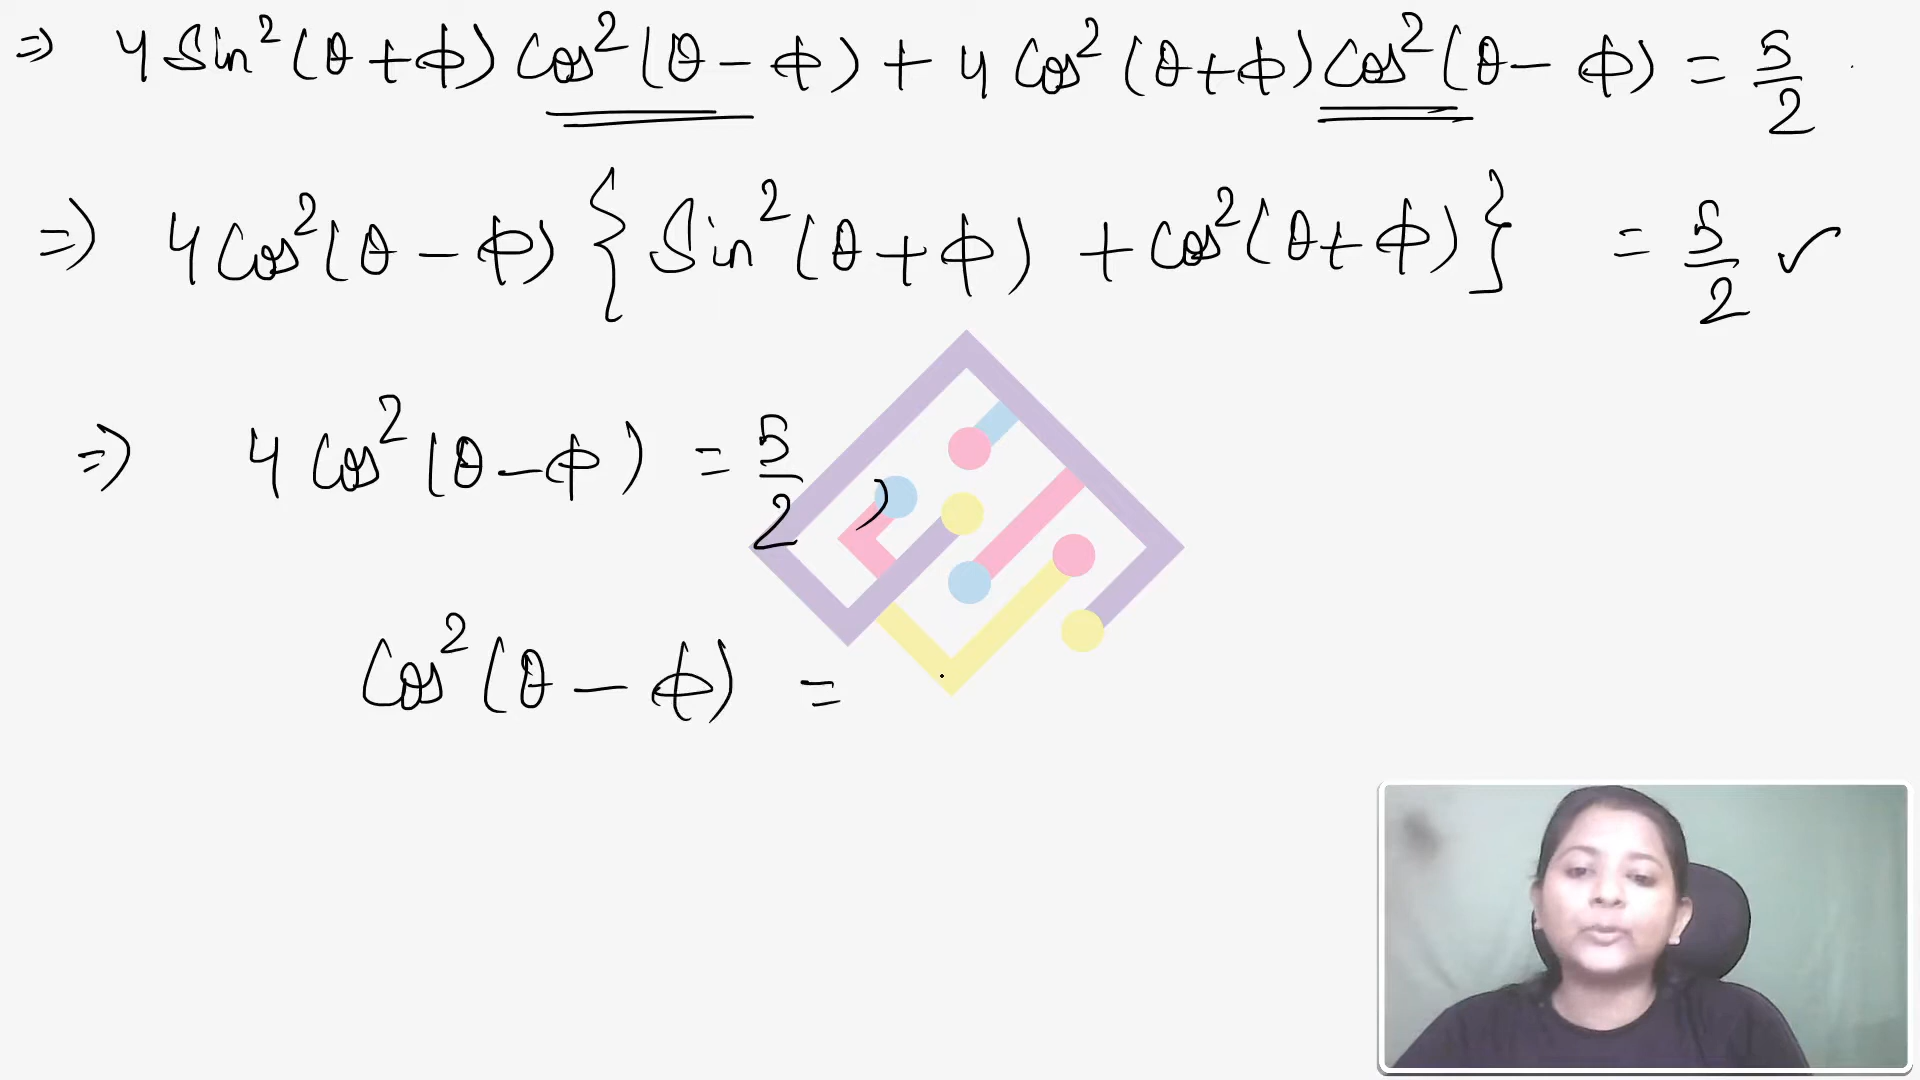 ⇒ 4 Sin²(θ+ϕ) Cos²(θ-ϕ) + 4 Cos²(θ+ϕ) Cos²(θ-ϕ) = 5/2
⇒ 4 Cos²(θ-ϕ) { Sin²(θ+ϕ) + Cos²(θ+ϕ) } = 5/2 ✓
⇒ 4 Cos²(θ-ϕ) = 5/2 ,
Cos²(θ-ϕ) =